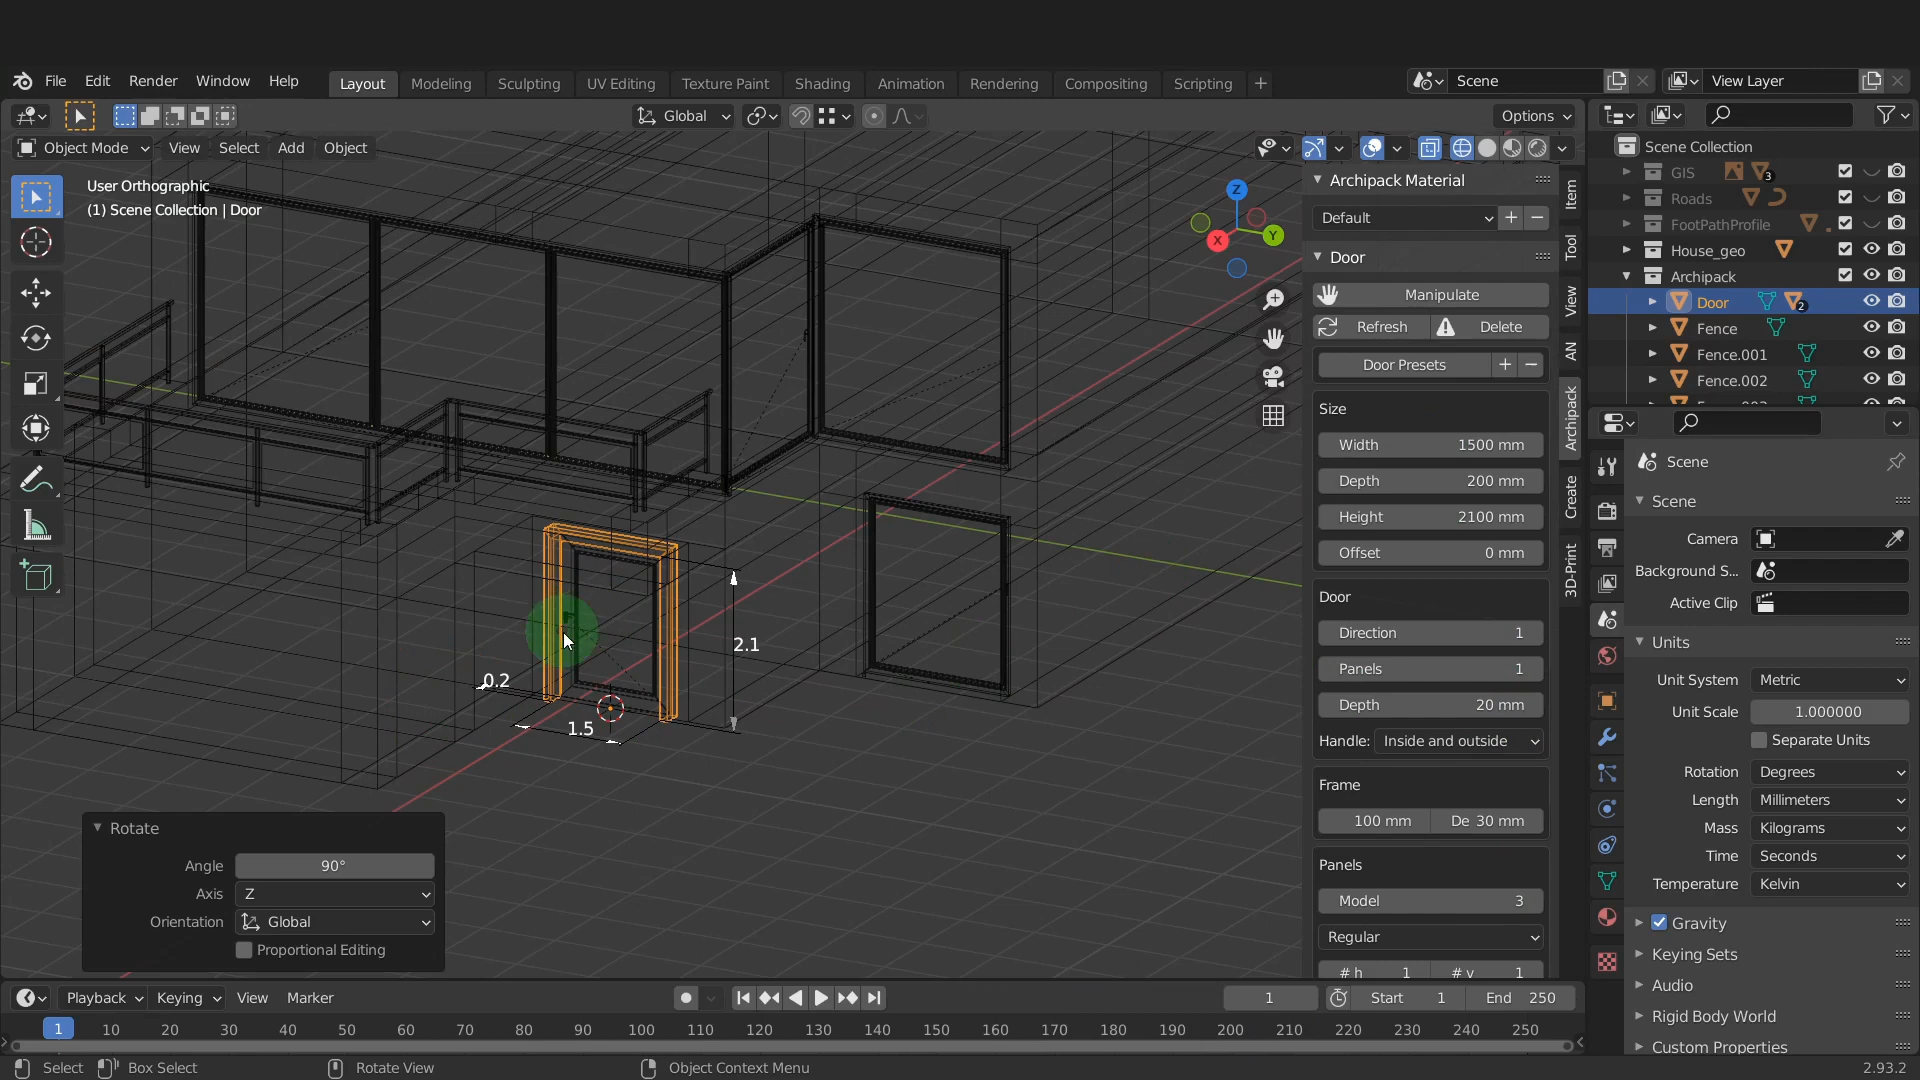 File Edit Render Window Help Layout Modeling Sculpting UV Editing Texture Paint Shading Animation Rendering Compositing Scripting + Scene View Layer
Global Options
Object Mode View Select Add Object
User Orthographic
(1) Scene Collection | Door
Z
X
Y
0.2
1.5
2.1
Rotate
Angle 90°
Axis Z
Orientation Global
Proportional Editing
Archipack Material
Default
Door
Manipulate
Refresh Delete
Door Presets
Size
Width 1500 mm
Depth 200 mm
Height 2100 mm
Offset 0 mm
Door
Direction 1
Panels 1
Depth 20 mm
Handle: Inside and outside
Frame
100 mm De 30 mm
Panels
Model 3
Regular
# h 1 # v 1
Item
Tool
View
AN
Archipack
Create
3D-Print
Scene Collection
GIS 3
Roads
FootPathProfile
House_geo
Archipack
Door 2
Fence
Fence.001
Fence.002
Scene
Scene
Camera
Background S...
Active Clip
Units
Unit System Metric
Unit Scale 1.000000
Separate Units
Rotation Degrees
Length Millimeters
Mass Kilograms
Time Seconds
Temperature Kelvin
Gravity
Keying Sets
Audio
Rigid Body World
Custom Properties
Playback Keying View Marker 1 Start 1 End 250
1 10 20 30 40 50 60 70 80 90 100 110 120 130 140 150 160 170 180 190 200 210 220 230 240 250
Select Box Select Rotate View Object Context Menu 2.93.2